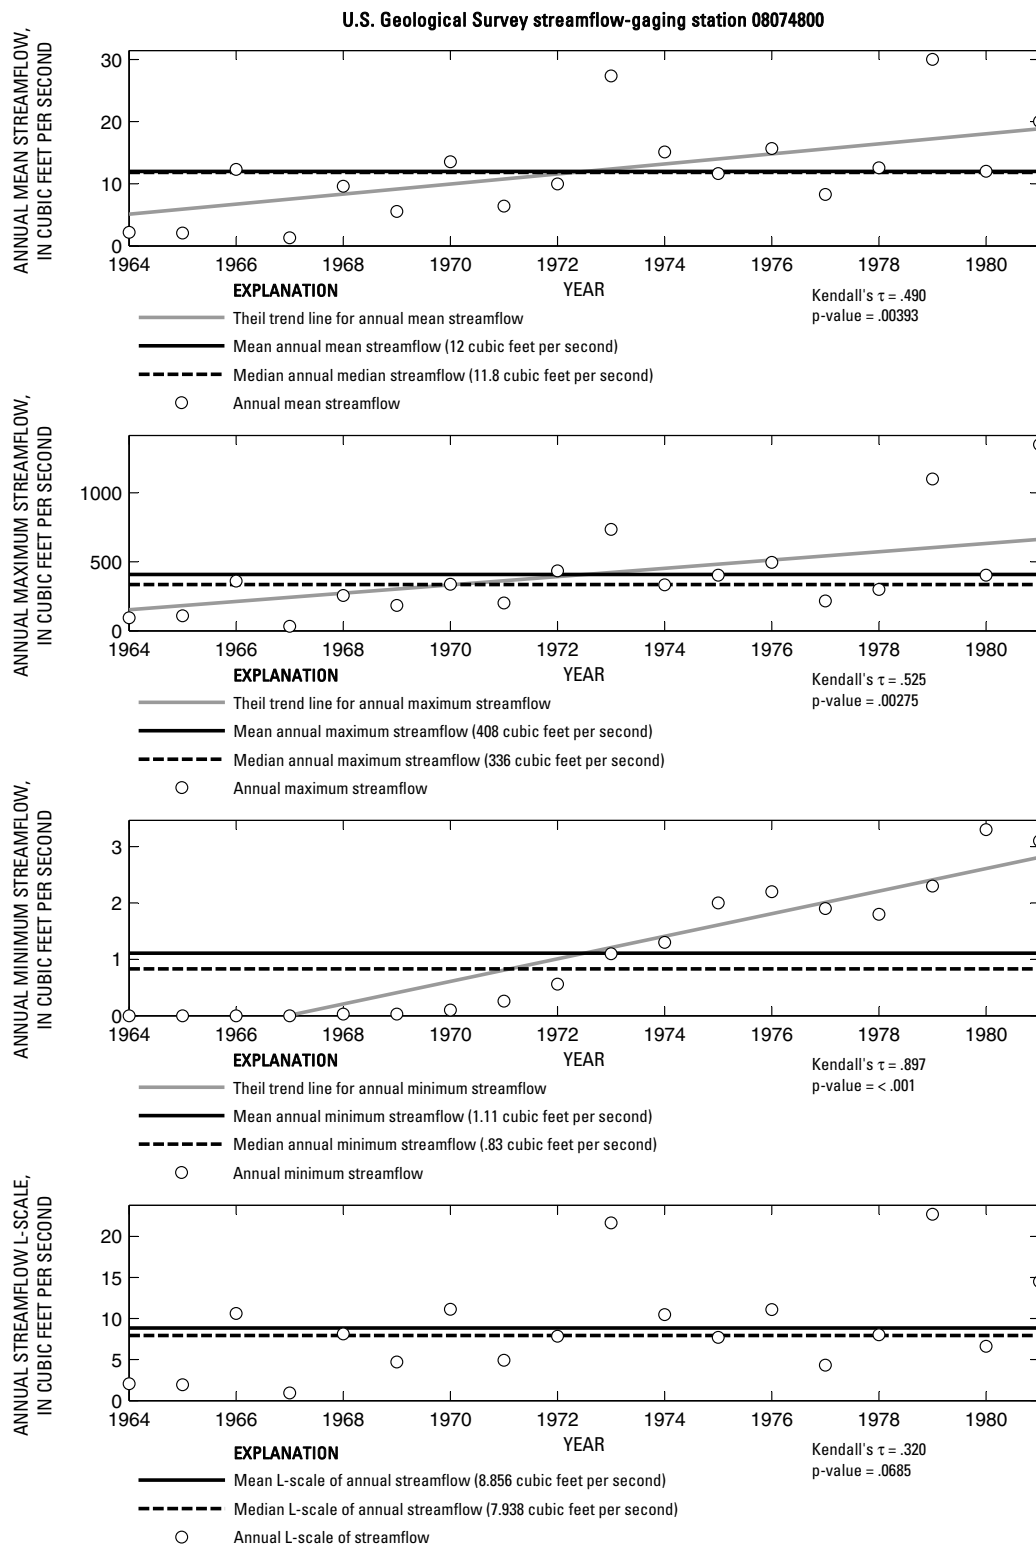 U.S. Geological Survey streamflow-gaging station 08074800
ANNUAL MEAN STREAMFLOW,
IN CUBIC FEET PER SECOND
30
20
10
0
1964 1966 1968 1970 1972 1974 1976 1978 1980
YEAR
EXPLANATION
Theil trend line for annual mean streamflow
Mean annual mean streamflow (12 cubic feet per second)
Median annual median streamflow (11.8 cubic feet per second)
Annual mean streamflow
Kendall's τ = .490
p-value = .00393
ANNUAL MAXIMUM STREAMFLOW,
IN CUBIC FEET PER SECOND
1000
500
0
1964 1966 1968 1970 1972 1974 1976 1978 1980
YEAR
EXPLANATION
Theil trend line for annual maximum streamflow
Mean annual maximum streamflow (408 cubic feet per second)
Median annual maximum streamflow (336 cubic feet per second)
Annual maximum streamflow
Kendall's τ = .525
p-value = .00275
ANNUAL MINIMUM STREAMFLOW,
IN CUBIC FEET PER SECOND
3
2
1
0
1964 1966 1968 1970 1972 1974 1976 1978 1980
YEAR
EXPLANATION
Theil trend line for annual minimum streamflow
Mean annual minimum streamflow (1.11 cubic feet per second)
Median annual minimum streamflow (.83 cubic feet per second)
Annual minimum streamflow
Kendall's τ = .897
p-value = < .001
ANNUAL STREAMFLOW L-SCALE,
IN CUBIC FEET PER SECOND
20
15
10
5
0
1964 1966 1968 1970 1972 1974 1976 1978 1980
YEAR
EXPLANATION
Mean L-scale of annual streamflow (8.856 cubic feet per second)
Median L-scale of annual streamflow (7.938 cubic feet per second)
Annual L-scale of streamflow
Kendall's τ = .320
p-value = .0685